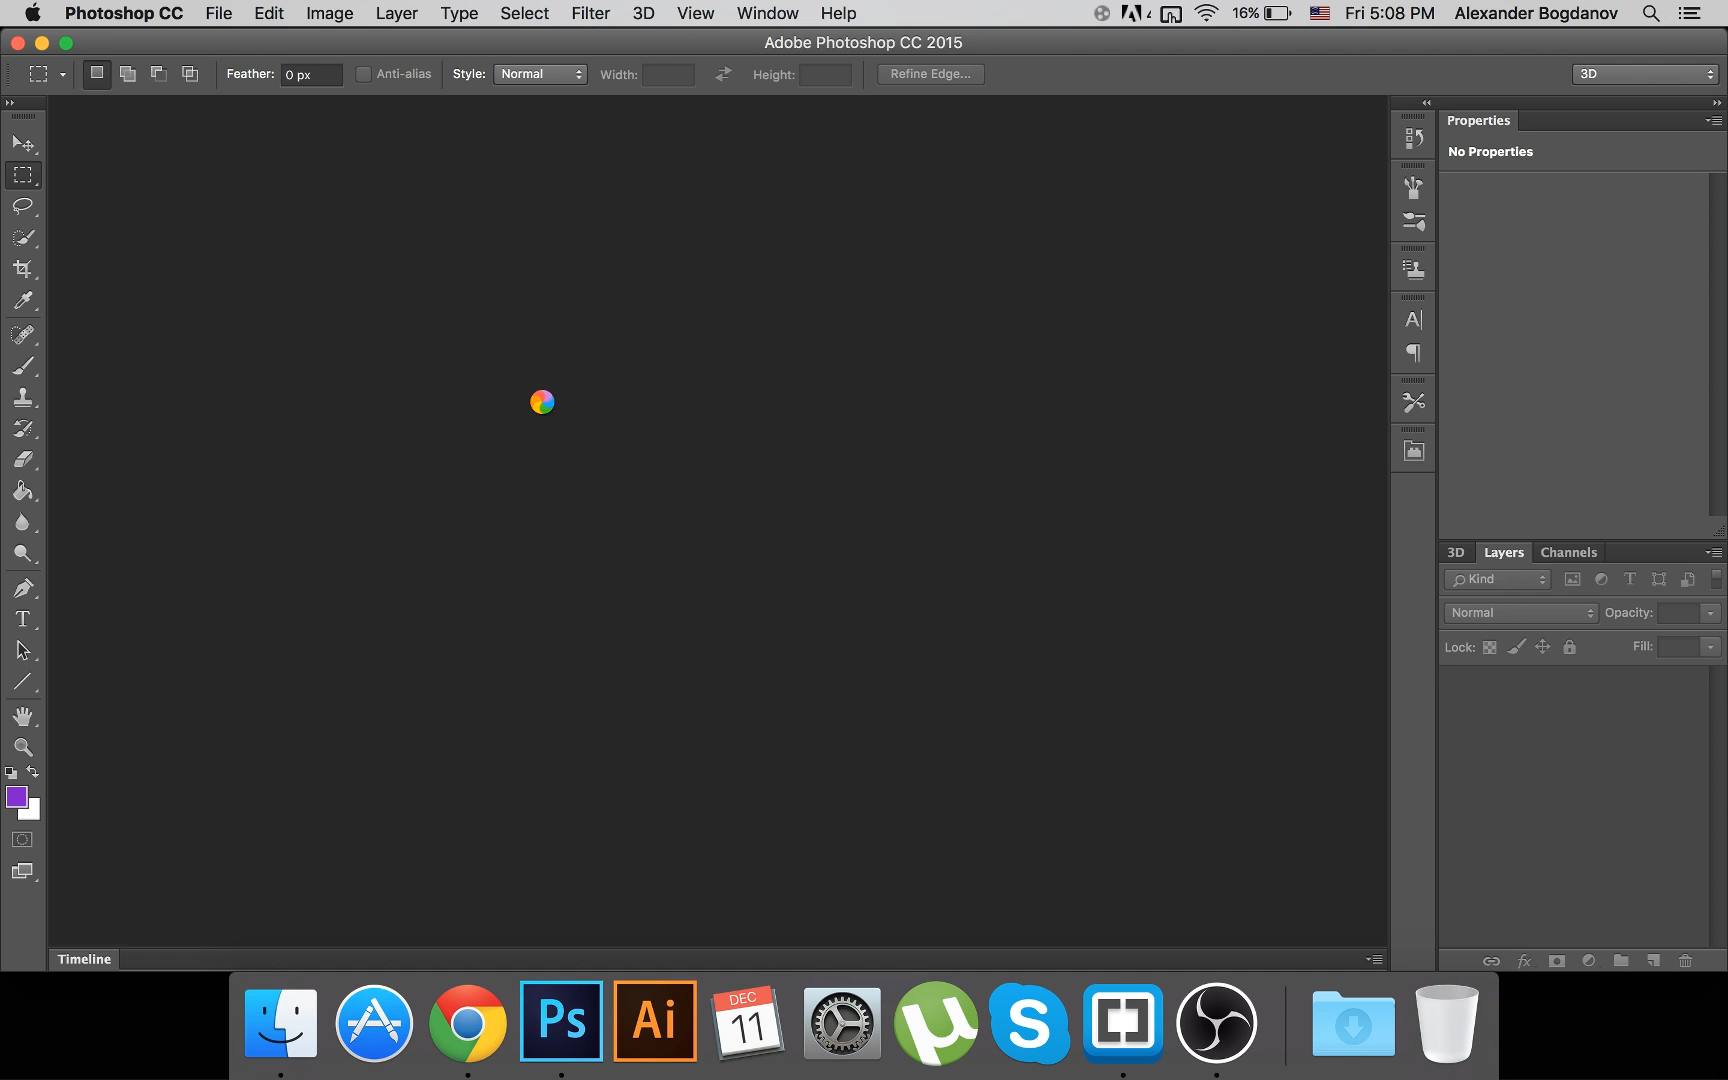 Photoshop CC File Edit Image Layer Type Select Filter 3D View Window Help 16% Fri 5:08 PM Alexander Bogdanov
Adobe Photoshop CC 2015
Feather: 0 px Anti-alias Style: Normal Width: Height: Refine Edge... 3D
Properties
No Properties
3D Layers Channels
Kind
Normal Opacity:
Lock: Fill:
Timeline
Ps Ai DEC 11